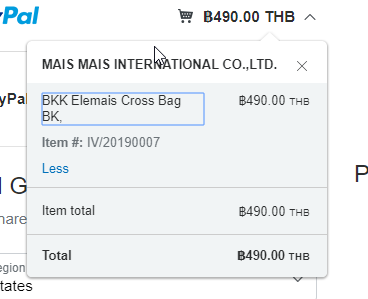 yPal
฿490.00 THB
MAIS MAIS INTERNATIONAL CO.,LTD.
BKK Elemais Cross Bag ฿490.00 THB
BK,
Item #: IV/20190007
Less
Item total ฿490.00 THB
Total ฿490.00 THB
yPal
G
hare
egion
tates
P